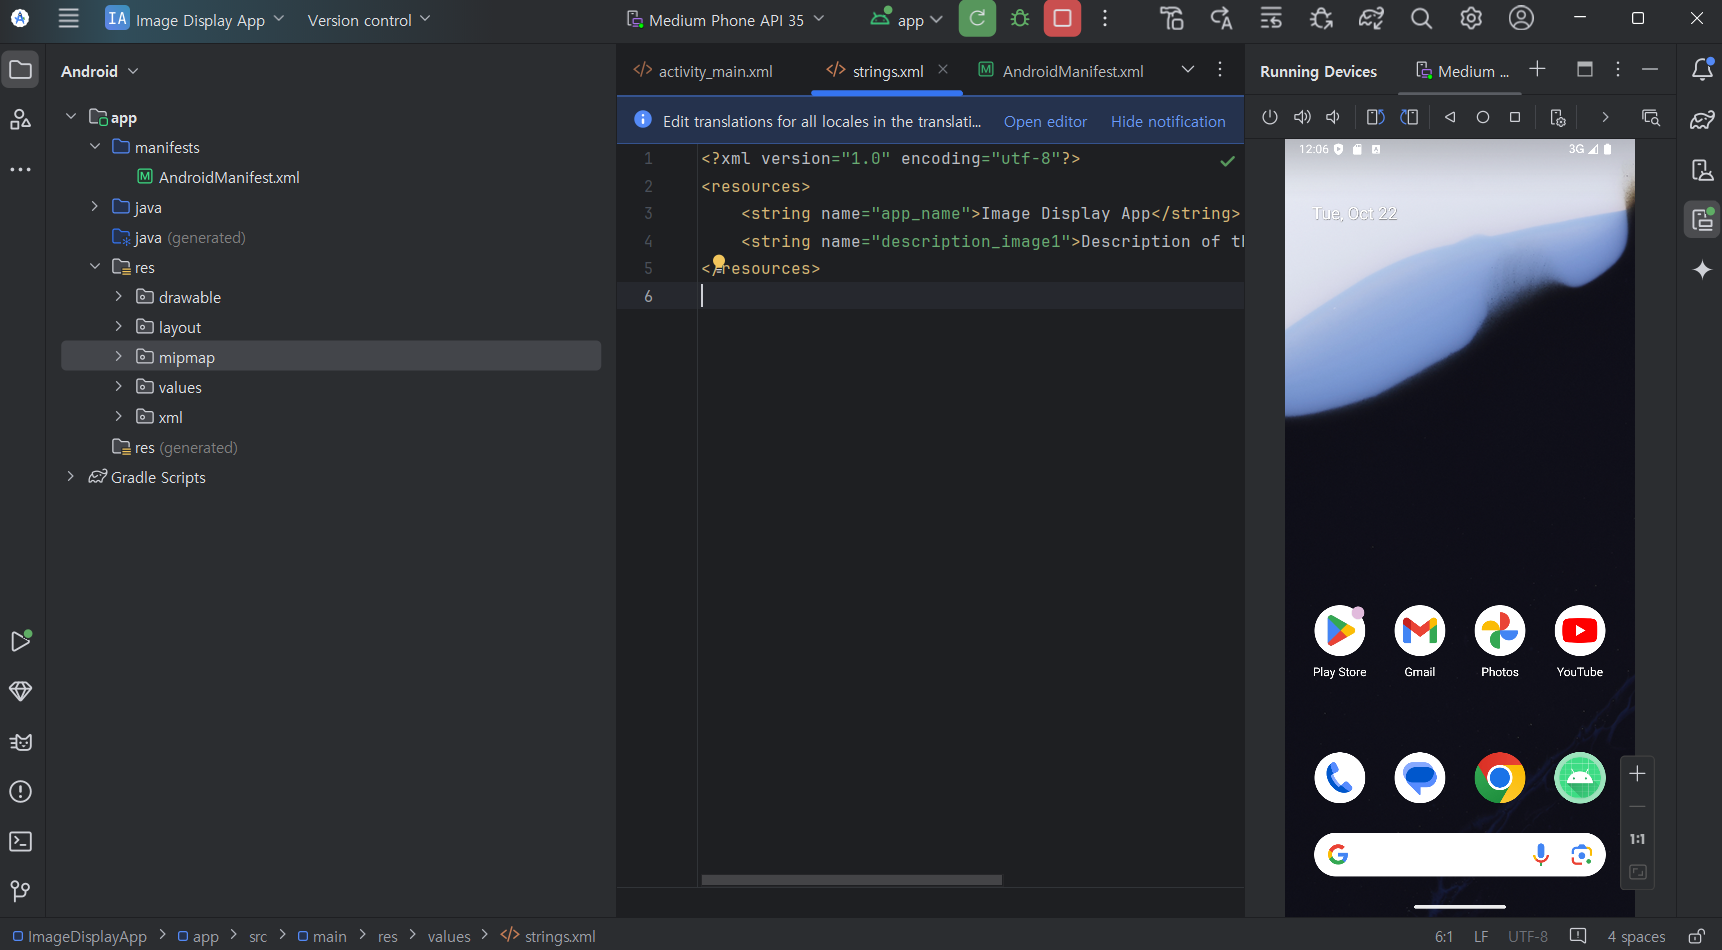 IA Image Display App Version control Medium Phone API 35 app
Android
app
manifests
AndroidManifest.xml
java
java (generated)
res
drawable
layout
mipmap
values
xml
res (generated)
Gradle Scripts
activity_main.xml strings.xml AndroidManifest.xml
Edit translations for all locales in the translati... Open editor Hide notification
1 <?xml version="1.0" encoding="utf-8"?>
2 <resources>
3 <string name="app_name">Image Display App</string>
4 <string name="description_image1">Description of th
5 </resources>
6
Running Devices Medium ...
12:06 3G
Tue, Oct 22
Play Store Gmail Photos YouTube
1:1
ImageDisplayApp > app > src > main > res > values > strings.xml 6:1 LF UTF-8 4 spaces